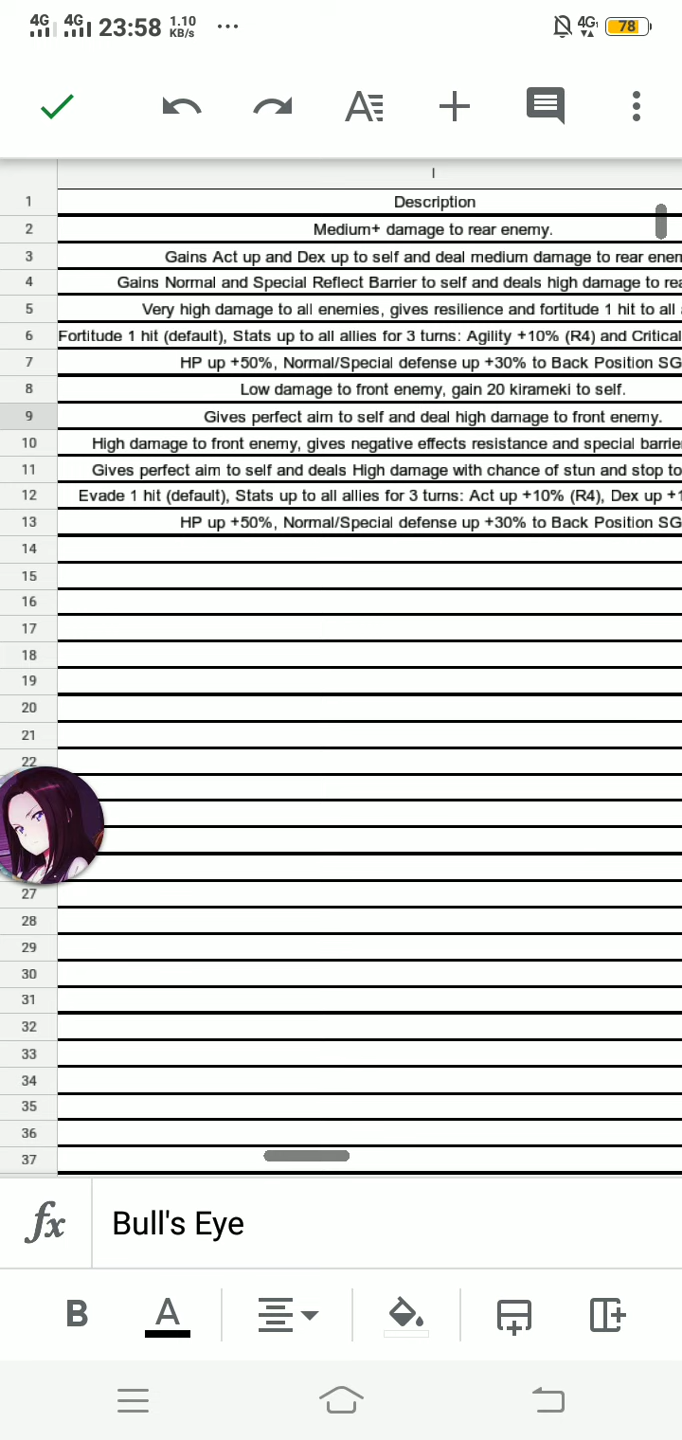 4G 4G 23:58 1.10 KB/s ... 4G 78
I
1 Description
2 Medium+ damage to rear enemy.
3 Gains Act up and Dex up to self and deal medium damage to rear
4 Gains Normal and Special Reflect Barrier to self and deals high damage to
5 Very high damage to all enemies, gives resilience and fortitude 1 hit to all
6 Fortitude 1 hit (default), Stats up to all allies for 3 turns: Agility +10% (R4) and Critical
7 HP up +50%, Normal/Special defense up +30% to Back Position SG
8 Low damage to front enemy, gain 20 kirameki to self.
9 Gives perfect aim to self and deal high damage to front enemy.
10 High damage to front enemy, gives negative effects resistance and special
11 Gives perfect aim to self and deals High damage with chance of stun and stop to
12 Evade 1 hit (default), Stats up to all allies for 3 turns: Act up +10% (R4), Dex up
13 HP up +50%, Normal/Special defense up +30% to Back Position SG
14
15
16
17
18
19
20
21
22
27
28
29
30
31
32
33
34
35
36
37
fx Bull's Eye
B A